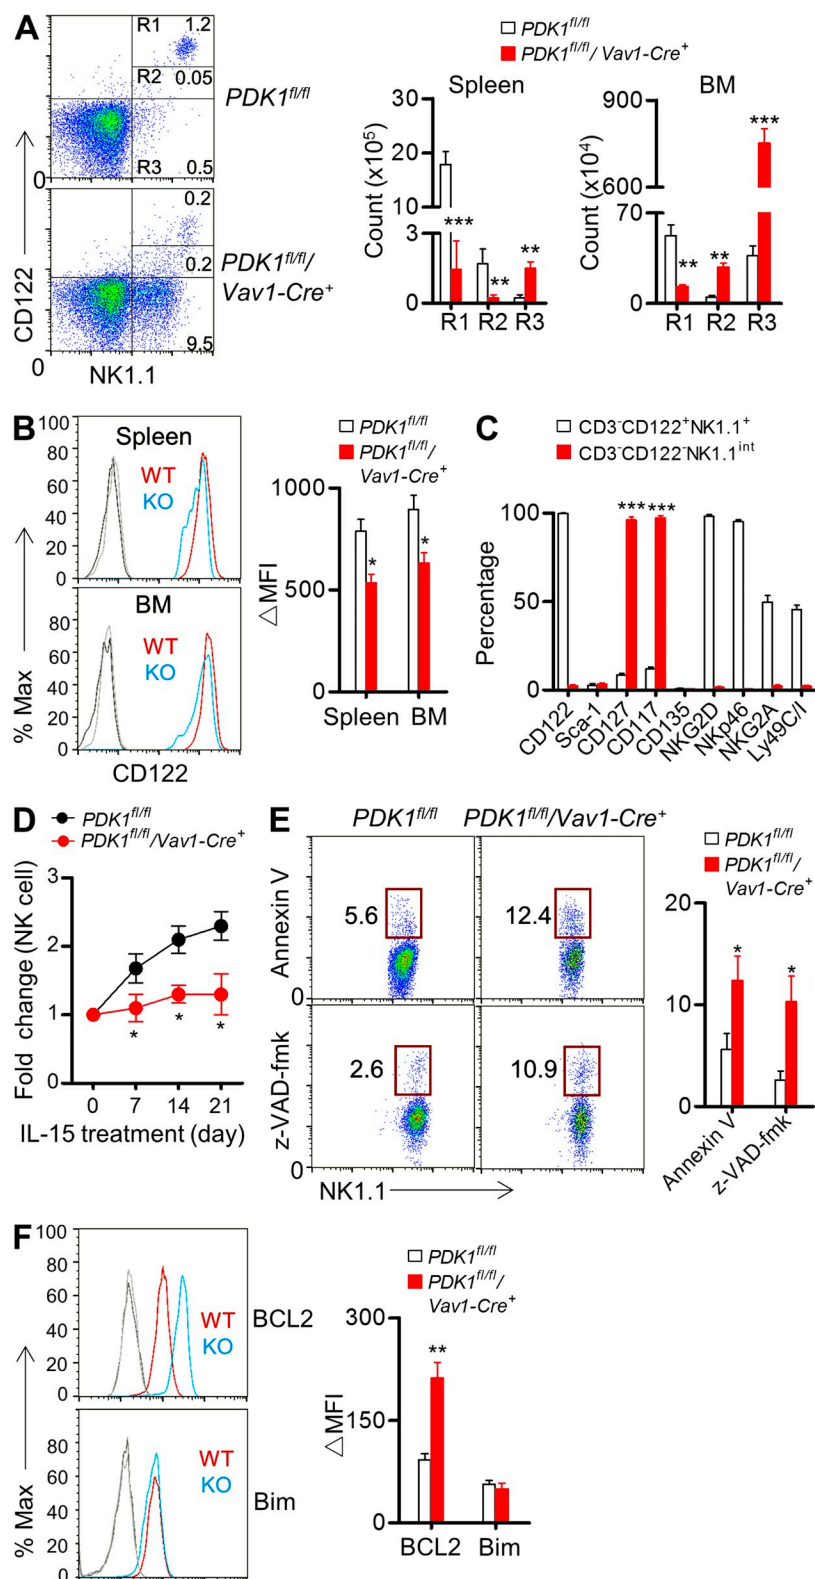 A
R1 1.2
R2 0.05
R3 0.5
0
PDK1fl/fl
0.2
0.2
9.5
PDK1fl/fl/
Vav1-Cre+
CD122
0
NK1.1
PDK1fl/fl
PDK1fl/fl/ Vav1-Cre+
Spleen
Count (x10^5)
30
20
10
3
0
***
**
**
R1 R2 R3
BM
Count (x10^4)
900
600
70
0
**
**
***
R1 R2 R3
B
100
80
60
40
20
0
Spleen
WT
KO
80
60
40
20
0
BM
WT
KO
% Max
CD122
PDK1fl/fl
PDK1fl/fl/
Vav1-Cre+
△MFI
1000
500
0
*
*
Spleen BM
C
CD3-CD122+NK1.1+
CD3-CD122-NK1.1int
Percentage
100
50
0
*** ***
CD122
Sca-1
CD127
CD117
CD135
NKG2D
NKp46
NKG2A
Ly49C/I
D
PDK1fl/fl
PDK1fl/fl/Vav1-Cre+
Fold change (NK cell)
3
2
1
0
* * *
0 7 14 21
IL-15 treatment (day)
E
PDK1fl/fl PDK1fl/fl/Vav1-Cre+
Annexin V
5.6
12.4
0
z-VAD-fmk
2.6
10.9
0
NK1.1
PDK1fl/fl
PDK1fl/fl/
Vav1-Cre+
20
10
0
*
*
Annexin V
z-VAD-fmk
F
100
80
60
40
20
0
WT
KO
BCL2
80
60
40
20
0
WT
KO
Bim
% Max
PDK1fl/fl
PDK1fl/fl/
Vav1-Cre+
△MFI
300
150
0
**
BCL2 Bim